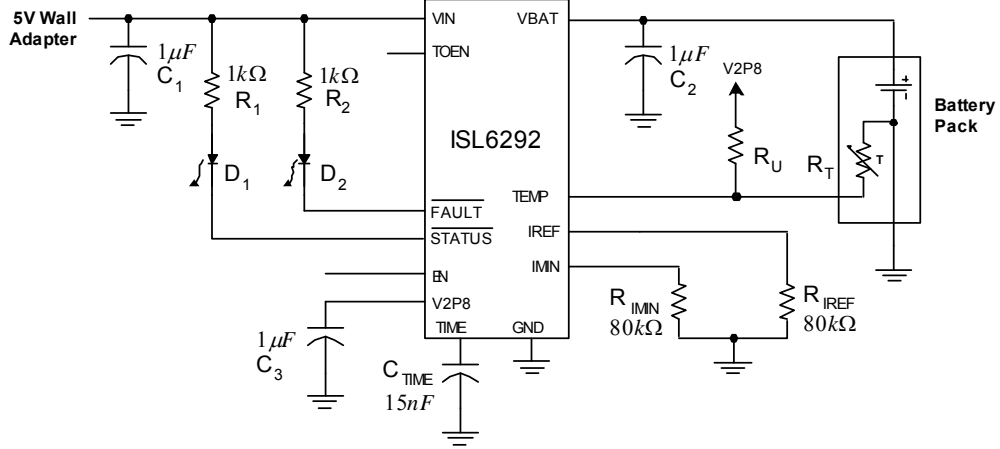 5V Wall
Adapter
1μF
C1
1kΩ
R1
1kΩ
R2
D1
D2
VIN
TOEN
ISL6292
FAULT
STATUS
EN
V2P8
TIME
GND
VBAT
TEMP
IREF
IMIN
1μF
C3
CTIME
15nF
1μF
C2
V2P8
RU
RT
T
+
Battery
Pack
RIMIN
80kΩ
RIREF
80kΩ